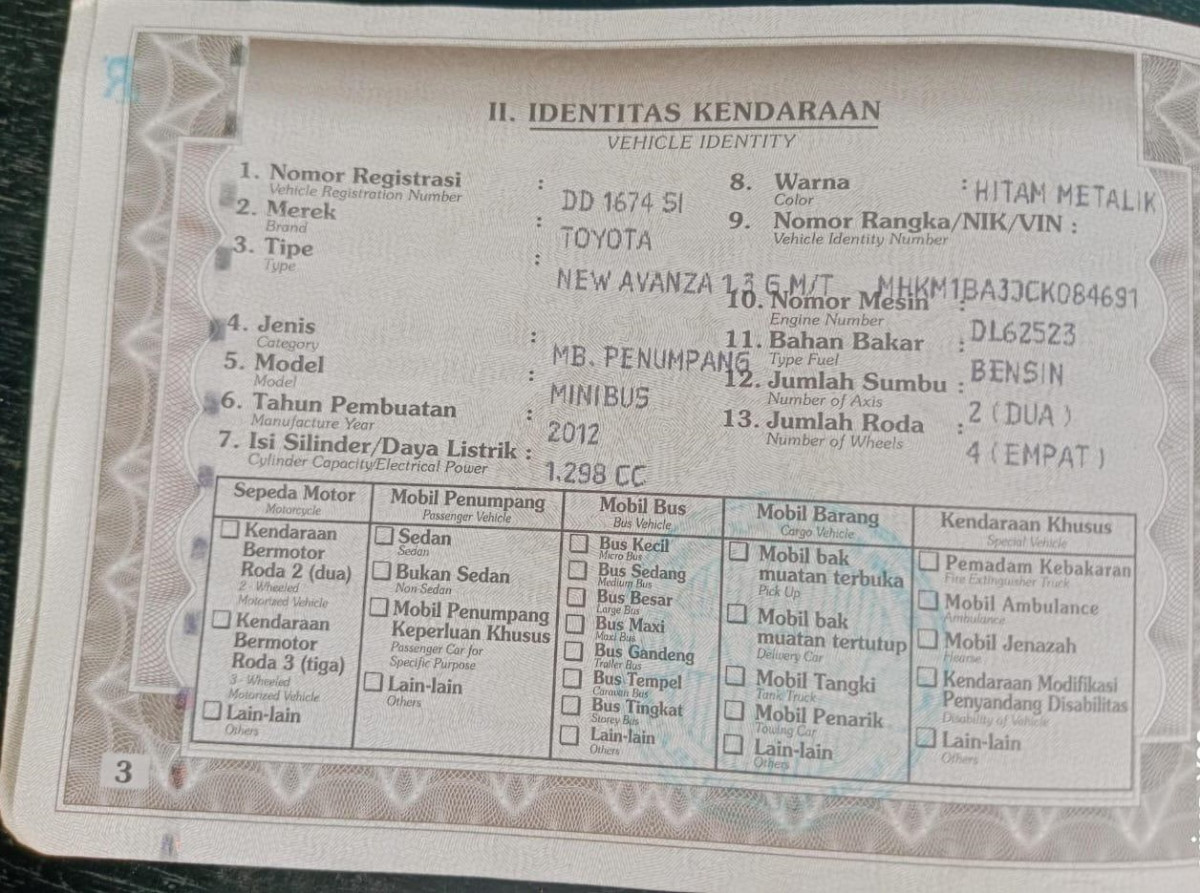 II. IDENTITAS KENDARAAN
VEHICLE IDENTITY
1. Nomor Registrasi :
Vehicle Registration Number
DD 1674 SI
2. Merek :
Brand
TOYOTA
3. Tipe :
Type
NEW AVANZA 1,3 G M/T
4. Jenis :
Category
MB. PENUMPANG
5. Model :
Model
MINIBUS
6. Tahun Pembuatan :
Manufacture Year
2012
7. Isi Silinder/Daya Listrik :
Cylinder Capacity/Electrical Power
1,298 CC
8. Warna : HITAM METALIK
Color
9. Nomor Rangka/NIK/VIN :
Vehicle Identity Number
MHKM1BA3JCK084691
10. Nomor Mesin :
Engine Number
DL62523
11. Bahan Bakar :
Type Fuel
BENSIN
12. Jumlah Sumbu :
Number of Axis
2 ( DUA )
13. Jumlah Roda :
Number of Wheels
4 ( EMPAT )
Sepeda Motor
Motorcycle
Kendaraan
Bermotor
Roda 2 (dua)
2 - Wheeled
Motorized Vehicle
Kendaraan
Bermotor
Roda 3 (tiga)
3 - Wheeled
Motorized Vehicle
Lain-lain
Others
Mobil Penumpang
Passenger Vehicle
Sedan
Sedan
Bukan Sedan
Non Sedan
Mobil Penumpang
Keperluan Khusus
Passenger Car for
Specific Purpose
Lain-lain
Others
Mobil Bus
Bus Vehicle
Bus Kecil
Micro Bus
Bus Sedang
Medium Bus
Bus Besar
Large Bus
Bus Maxi
Maxi Bus
Bus Gandeng
Trailer Bus
Bus Tempel
Caravan Bus
Bus Tingkat
Storey Bus
Lain-lain
Others
Mobil Barang
Cargo Vehicle
Mobil bak
muatan terbuka
Pick Up
Mobil bak
muatan tertutup
Delivery Car
Mobil Tangki
Tank Truck
Mobil Penarik
Towing Car
Lain-lain
Others
Kendaraan Khusus
Special Vehicle
Pemadam Kebakaran
Fire Extinguisher Truck
Mobil Ambulance
Ambulance
Mobil Jenazah
Hearse
Kendaraan Modifikasi
Penyandang Disabilitas
Disability of Vehicle
Lain-lain
Others
3